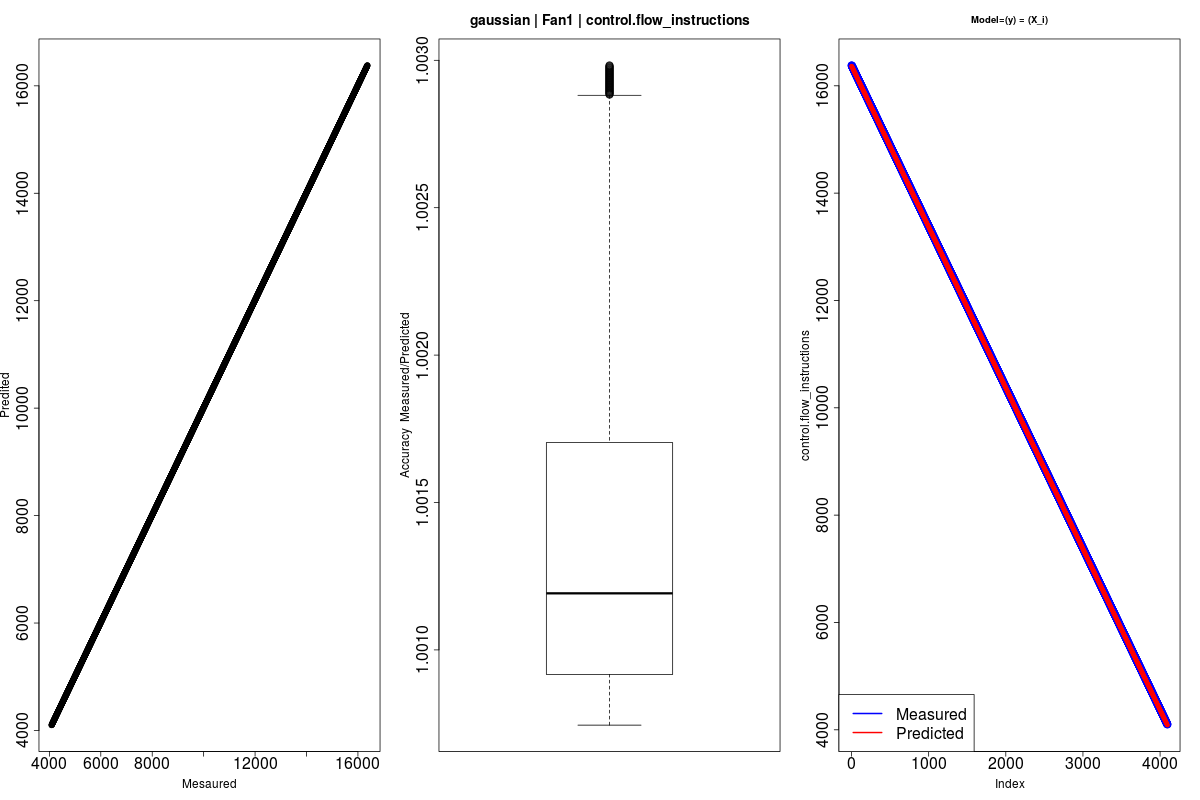 gaussian | Fan1 | control.flow_instructions
Model=(y) = (X_i)
Predited
4000
6000
8000
10000
12000
14000
16000
4000 6000 8000 12000 16000
Mesaured
Accuracy Measured/Predicted
1.0010
1.0015
1.0020
1.0025
1.0030
control.flow_instructions
4000
6000
8000
10000
12000
14000
16000
Measured
Predicted
0 1000 2000 3000 4000
Index